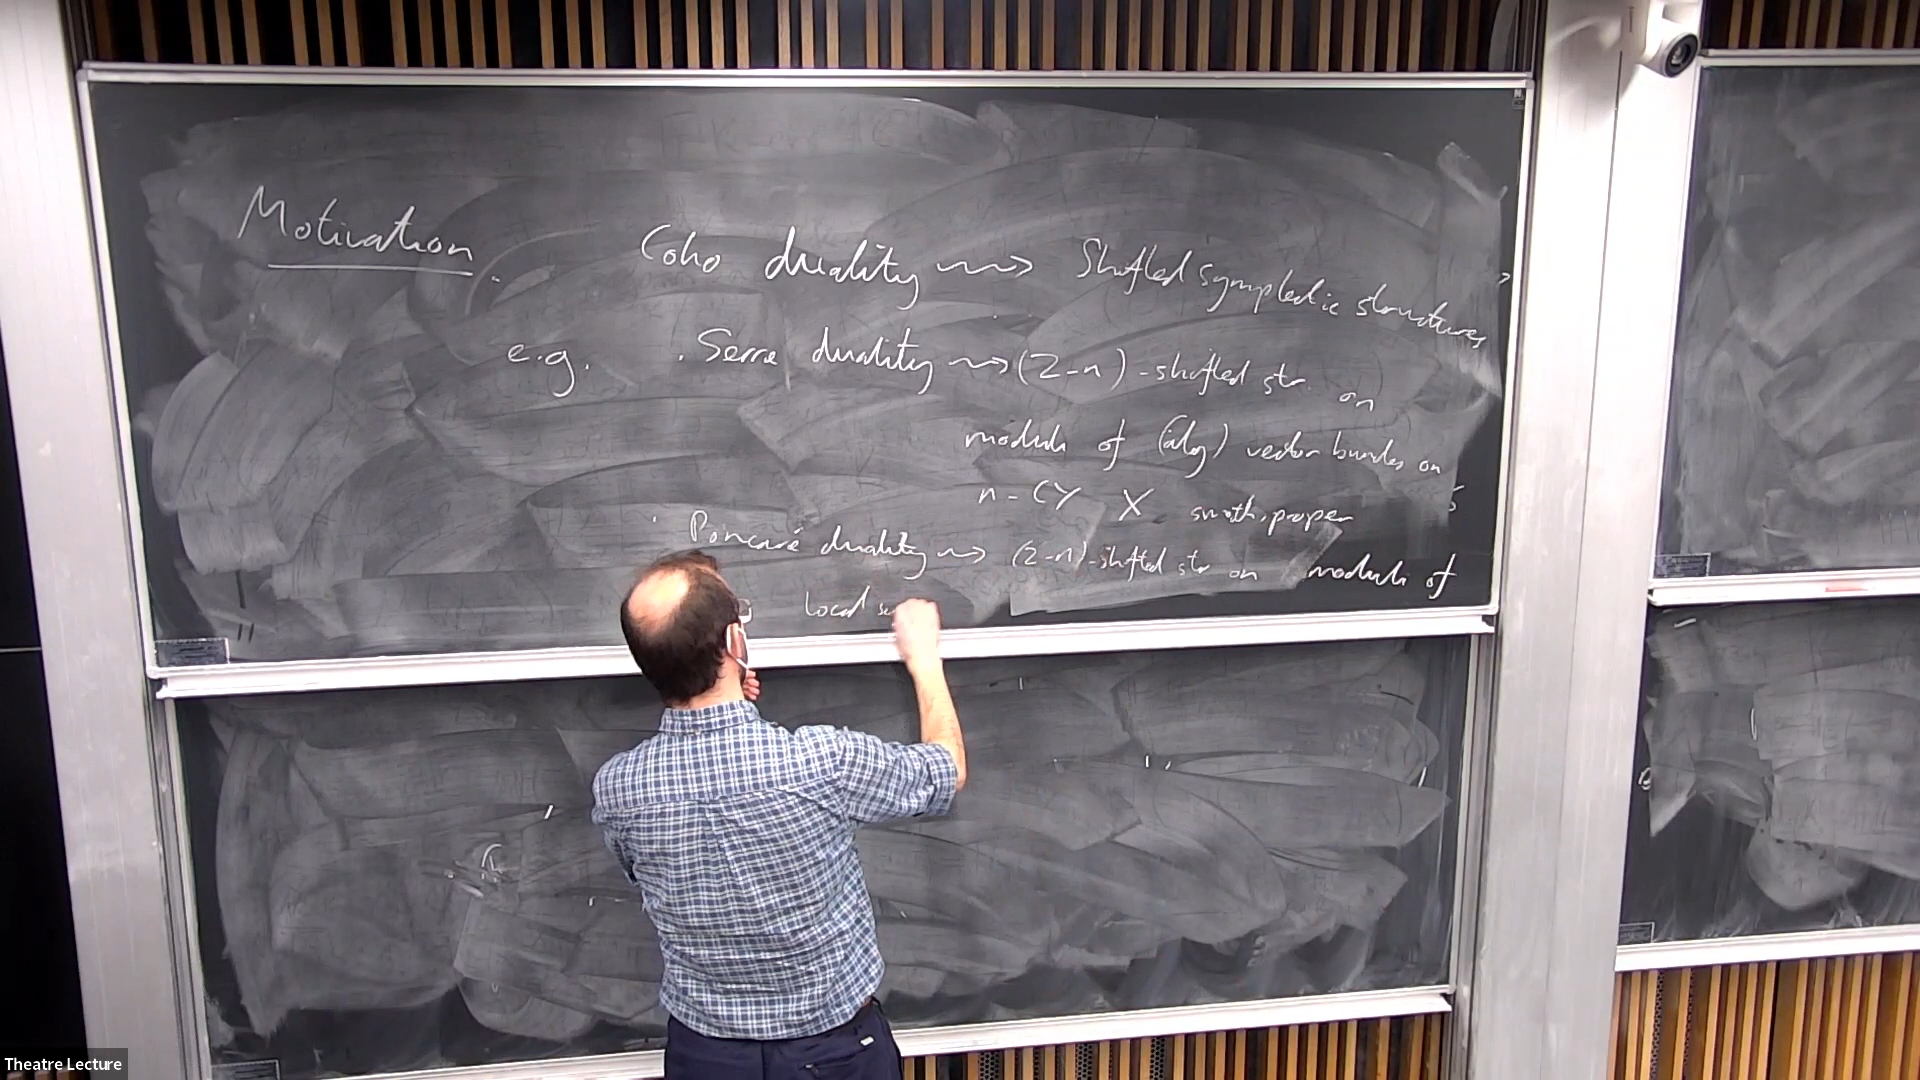 Motivation. Coho duality ⇝ Shifted symplectic structures
e.g. · Serre duality ⇝ (2-n)-shifted str. on
moduli of (alg) vector bundles on
n-CY X smooth, proper
· Poincaré duality ⇝ (2-n)-shifted str on moduli of
local
Theatre Lecture